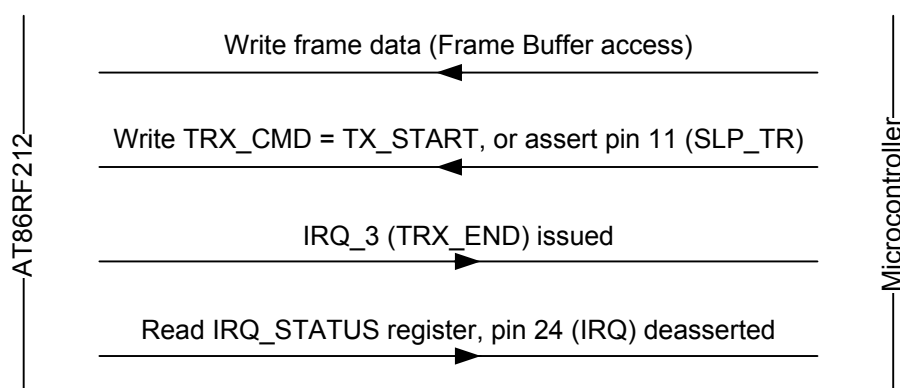 Write frame data (Frame Buffer access)
Write TRX_CMD = TX_START, or assert pin 11 (SLP_TR)
IRQ_3 (TRX_END) issued
Read IRQ_STATUS register, pin 24 (IRQ) deasserted
AT86RF212
Microcontroller